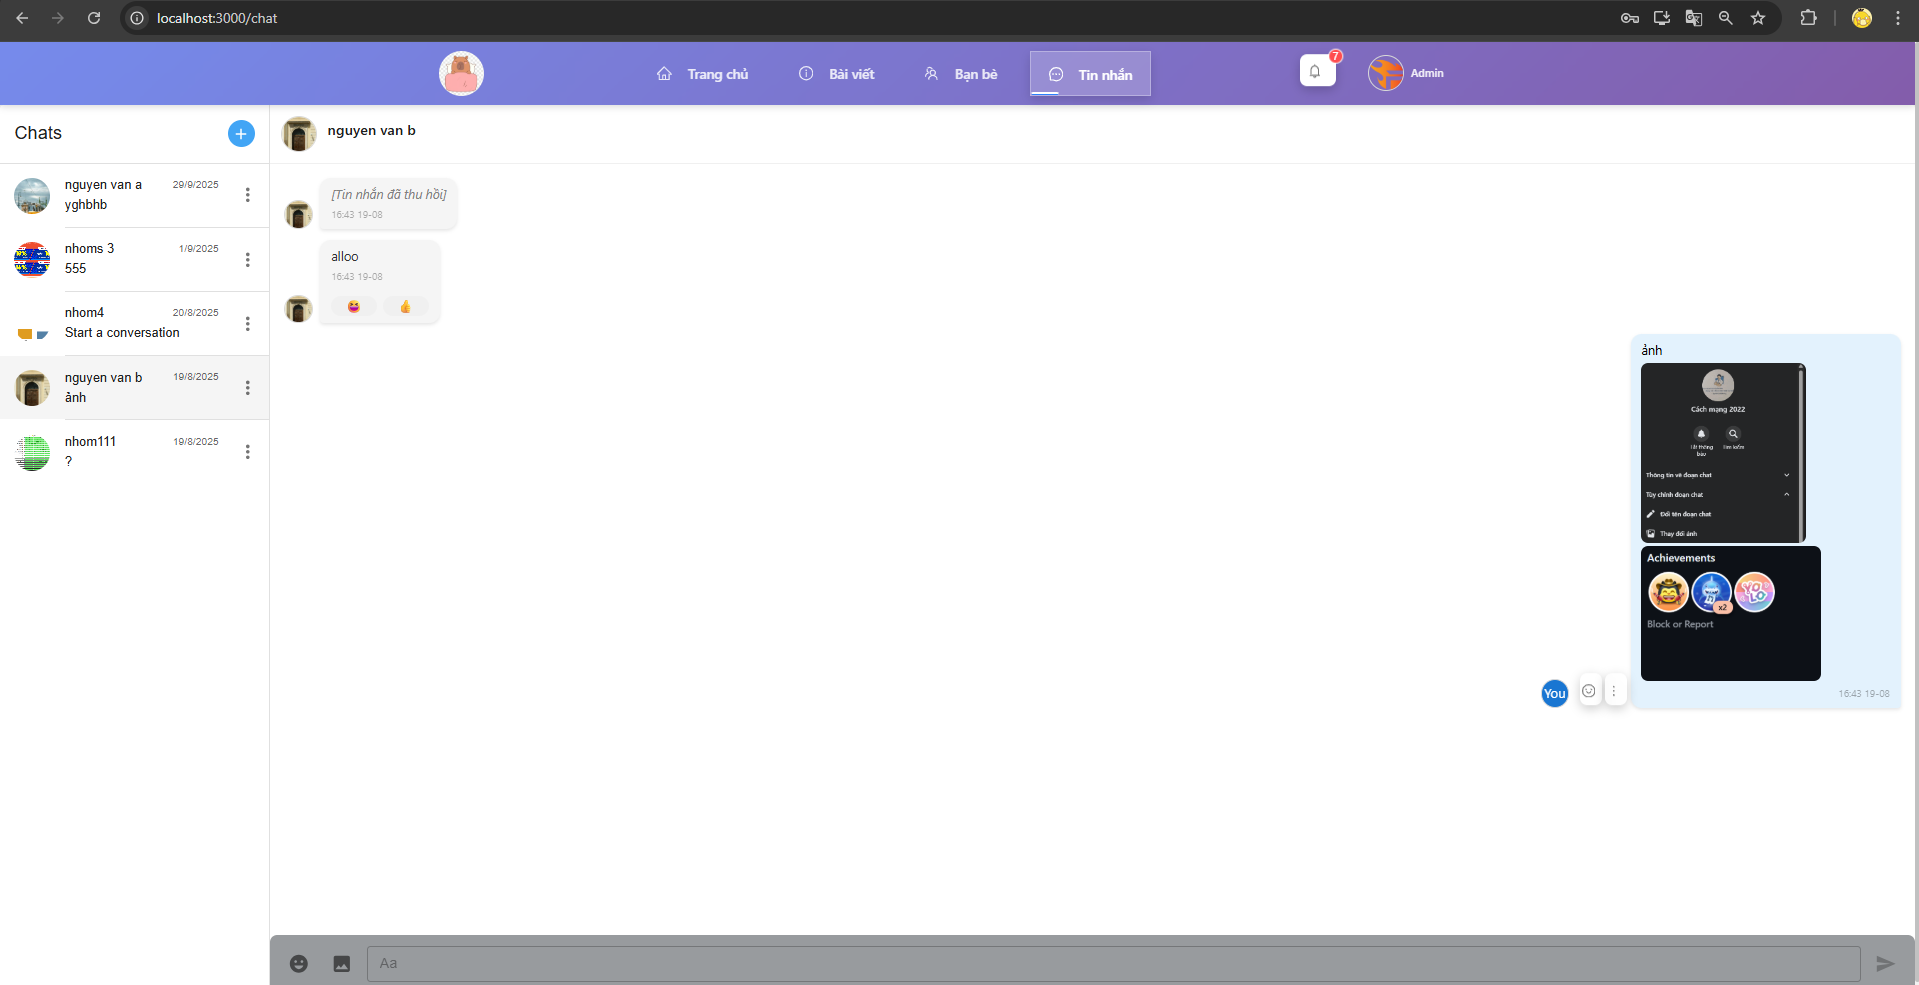 localhost:3000/chat
Trang chủ
Bài viết
Bạn bè
Tin nhắn
7
Admin
Chats
nguyen van a
29/9/2025
yghbhb
nhoms 3
1/9/2025
555
nhom4
20/8/2025
Start a conversation
nguyen van b
19/8/2025
ảnh
nhom111
19/8/2025
?
nguyen van b
[Tin nhắn đã thu hồi]
16:43 19-08
alloo
16:43 19-08
ảnh
Cách mạng 2022
Tắt thông báo
Tìm kiếm
Thông tin về đoạn chat
Tùy chỉnh đoạn chat
Đổi tên đoạn chat
Thay đổi ảnh
Achievements
x2
YOLO
Block or Report
You
16:43 19-08
Aa